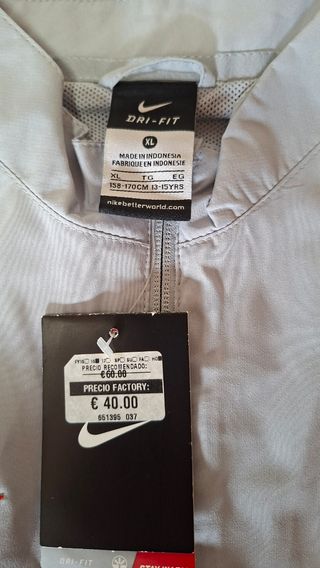 DRI-FIT
XL
MADE IN INDONESIA
FABRIQUE EN INDONESIE
XL TG EG
158-170CM 13-15YRS
nikebetterworld.com
PRECIO RECOMENDADO:
€60.00
PRECIO FACTORY:
€ 40.00
651395 037
DRI-FIT